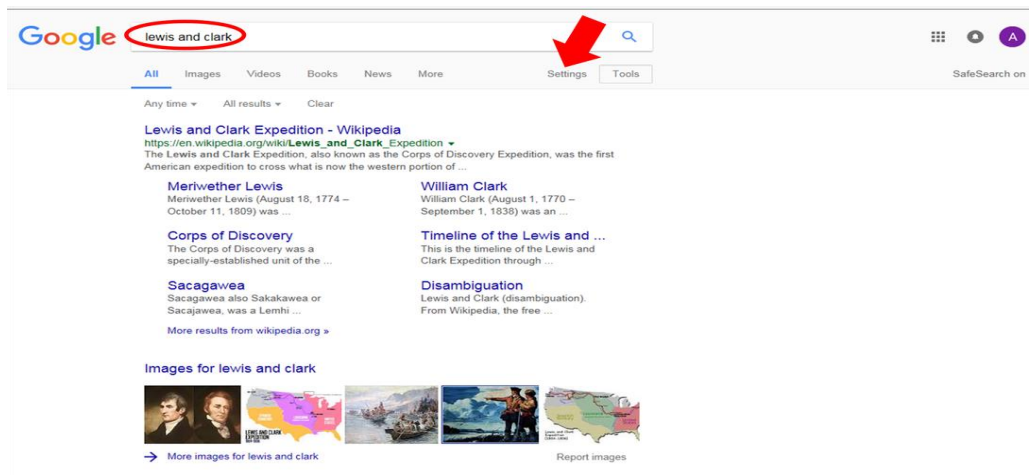 Google lewis and clark
A
All Images Videos Books News More Settings Tools SafeSearch on
Any time All results Clear
Lewis and Clark Expedition - Wikipedia
https://en.wikipedia.org/wiki/Lewis_and_Clark_Expedition
The Lewis and Clark Expedition, also known as the Corps of Discovery Expedition, was the first
American expedition to cross what is now the western portion of ...
Meriwether Lewis
Meriwether Lewis (August 18, 1774 –
October 11, 1809) was ...
William Clark
William Clark (August 1, 1770 –
September 1, 1838) was an ...
Corps of Discovery
The Corps of Discovery was a
specially-established unit of the ...
Timeline of the Lewis and ...
This is the timeline of the Lewis and
Clark Expedition through ...
Sacagawea
Sacagawea also Sakakawea or
Sacajawea, was a Lemhi ...
Disambiguation
Lewis and Clark (disambiguation).
From Wikipedia, the free ...
More results from wikipedia.org »
Images for lewis and clark
LEWIS AND CLARK
EXPEDITION
More images for lewis and clark
Report images